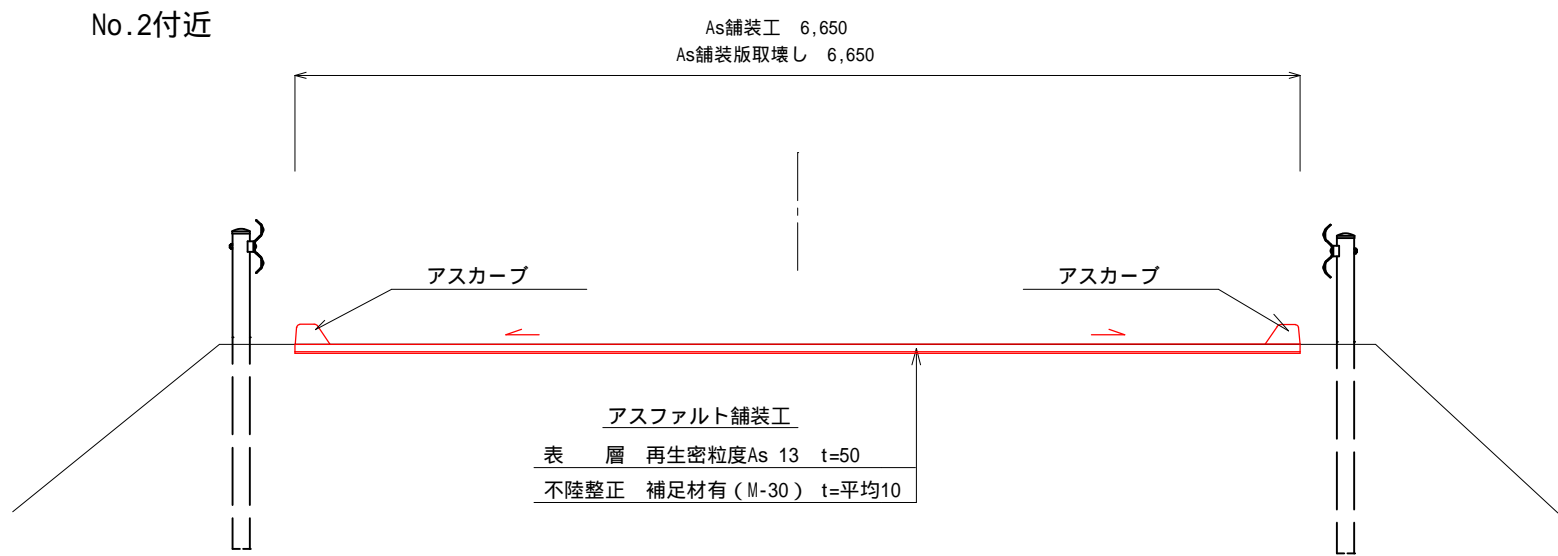 No.2付近
As舗装工　6,650
As舗装版取壊し　6,650
アスカーブ
アスカーブ
アスファルト舗装工
表　　層　再生密粒度As 13　t=50
不陸整正　補足材有（M-30）　t=平均10